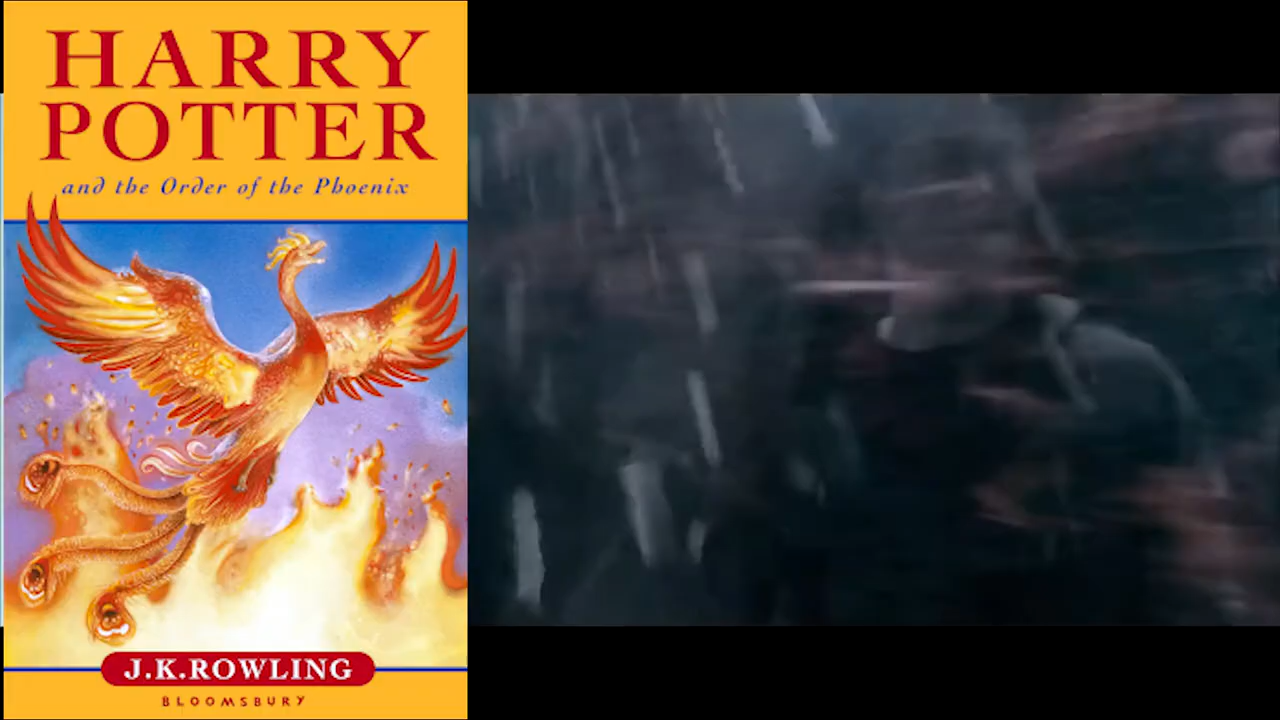 HARRY
POTTER
and the Order of the Phoenix
J.K.ROWLING
BLOOMSBURY